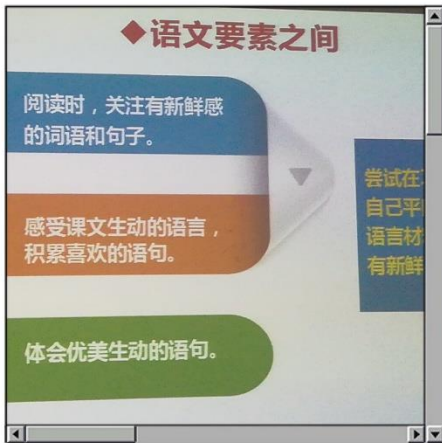 ◆语文要素之间
阅读时，关注有新鲜感
的词语和句子。
感受课文生动的语言，
积累喜欢的语句。
体会优美生动的语句。
尝试在
自己平
语言材
有新鲜